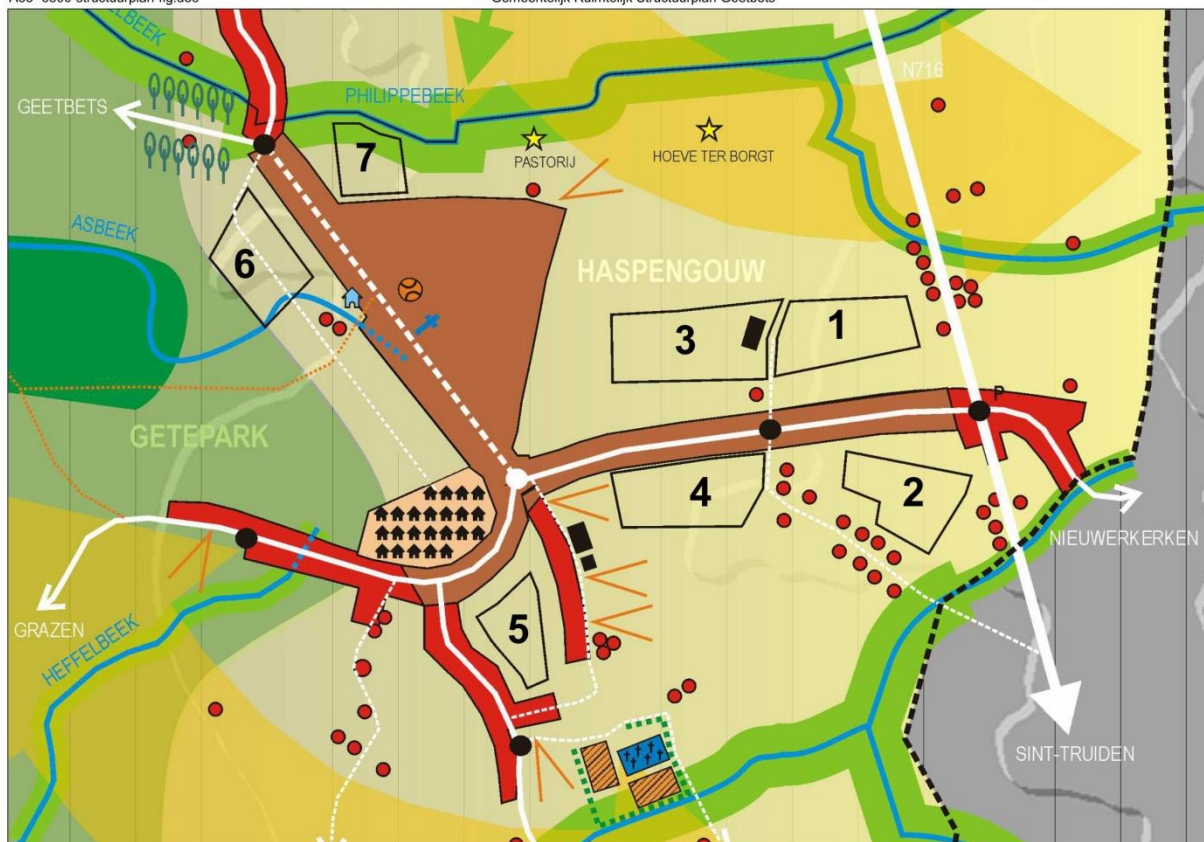 Gemeentelijk Ruimtelijk Structuurplan Geetbets
N716
GEETBETS
PHILIPPEBEEK
PASTORIJ
HOEVE TER BORGT
7
ASBEEK
6
HASPENGOUW
3
1
GETEPARK
P
4
2
NIEUWERKERKEN
GRAZEN
5
HEFFELBEEK
SINT-TRUIDEN